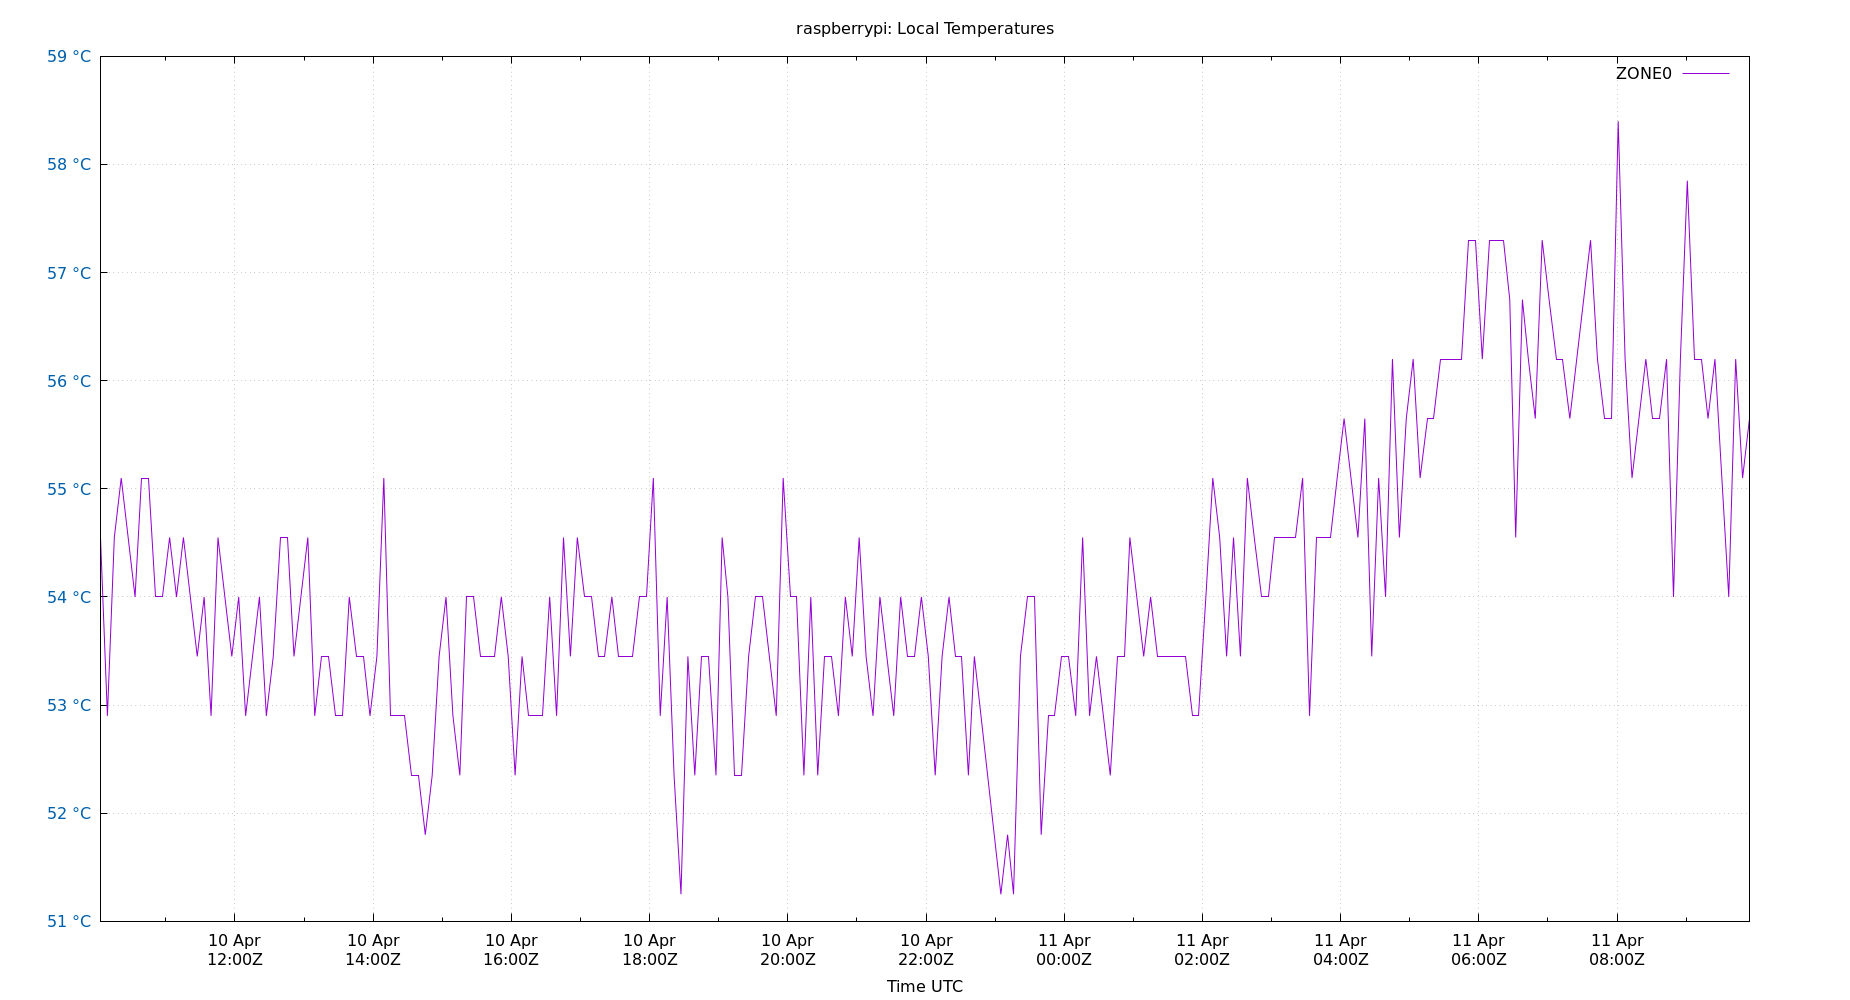 raspberrypi: Local Temperatures
59 °C
ZONE0
58 °C
57 °C
56 °C
55 °C
54 °C
53 °C
52 °C
51 °C
10 Apr 10 Apr 10 Apr 10 Apr 10 Apr 10 Apr 11 Apr 11 Apr 11 Apr 11 Apr 11 Apr
12:00Z 14:00Z 16:00Z 18:00Z 20:00Z 22:00Z 00:00Z 02:00Z 04:00Z 06:00Z 08:00Z
Time UTC